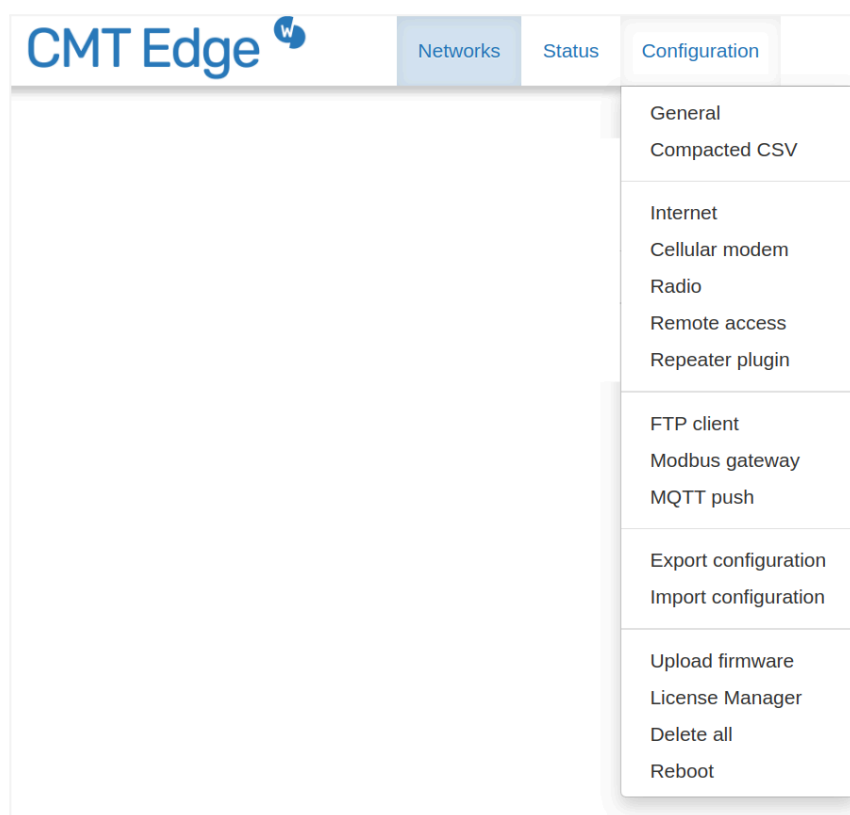 CMT Edge W
Networks Status Configuration
General
Compacted CSV
Internet
Cellular modem
Radio
Remote access
Repeater plugin
FTP client
Modbus gateway
MQTT push
Export configuration
Import configuration
Upload firmware
License Manager
Delete all
Reboot